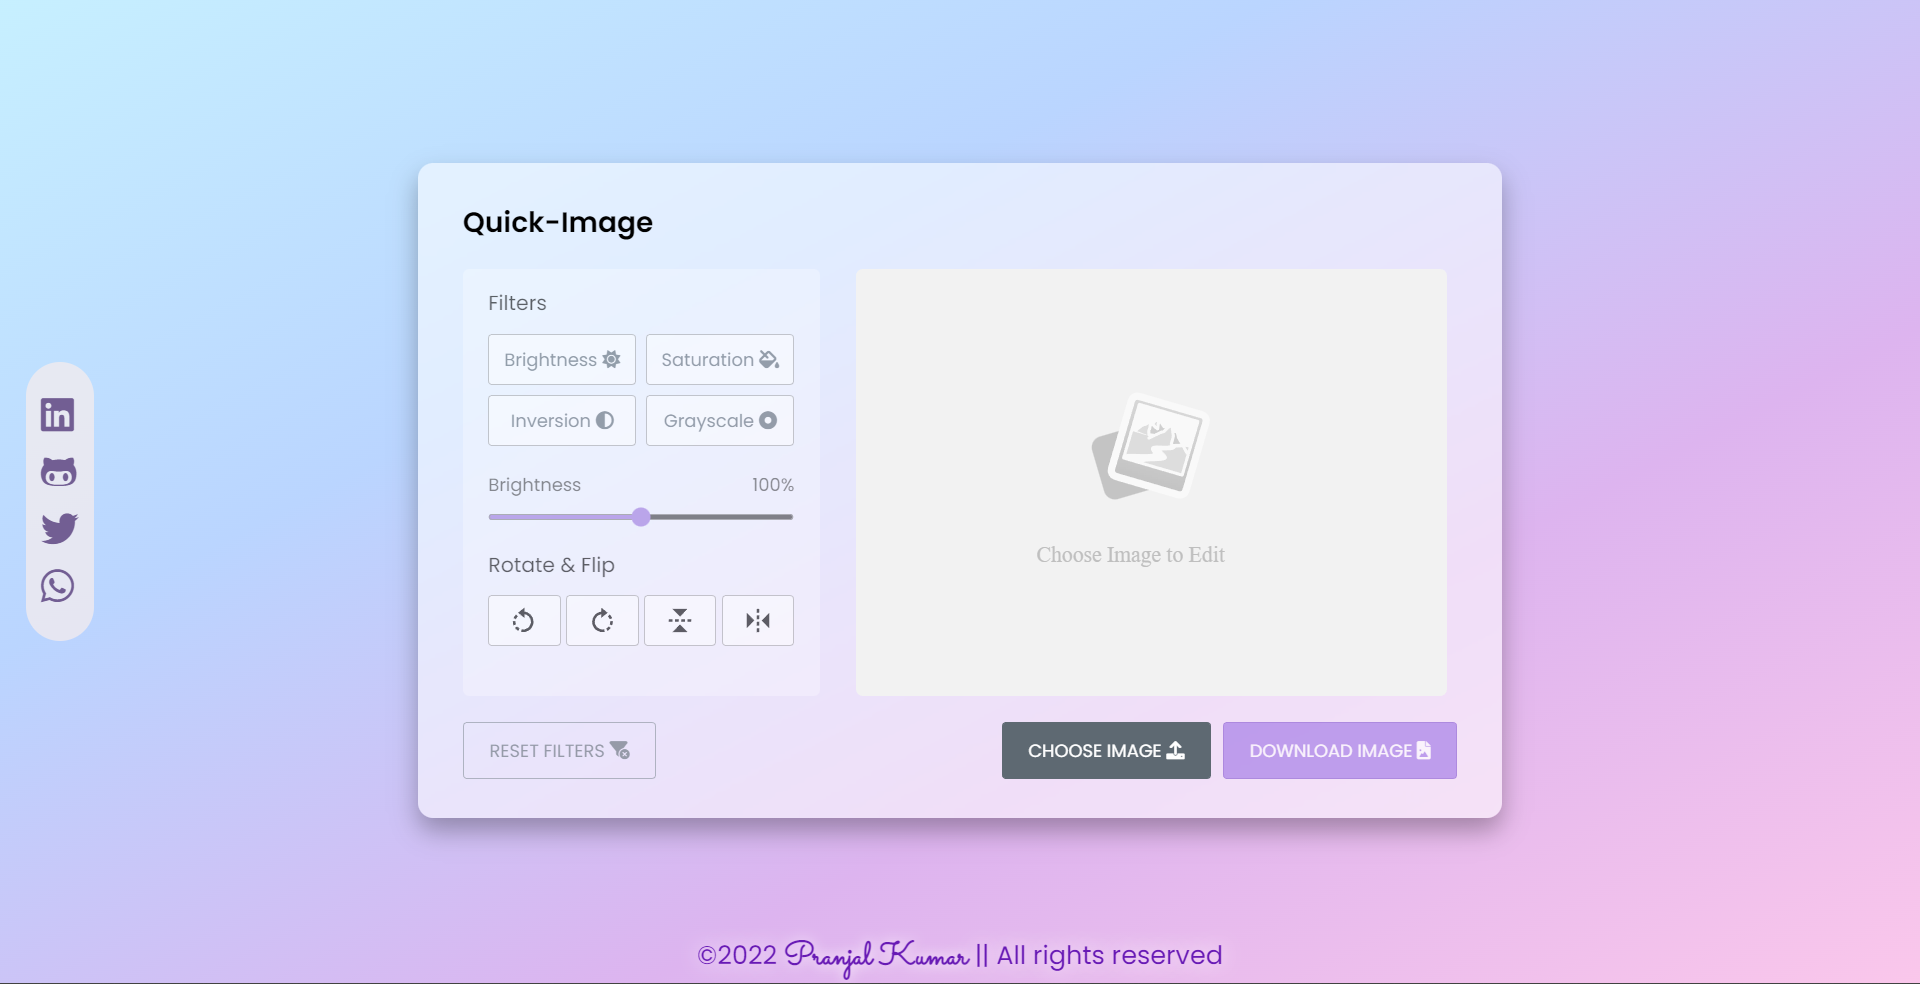 Quick-Image
Filters
Brightness
Saturation
Inversion
Grayscale
Brightness 100%
Rotate & Flip
Choose Image to Edit
RESET FILTERS
CHOOSE IMAGE
DOWNLOAD IMAGE
©2022 Pranjal Kumar || All rights reserved